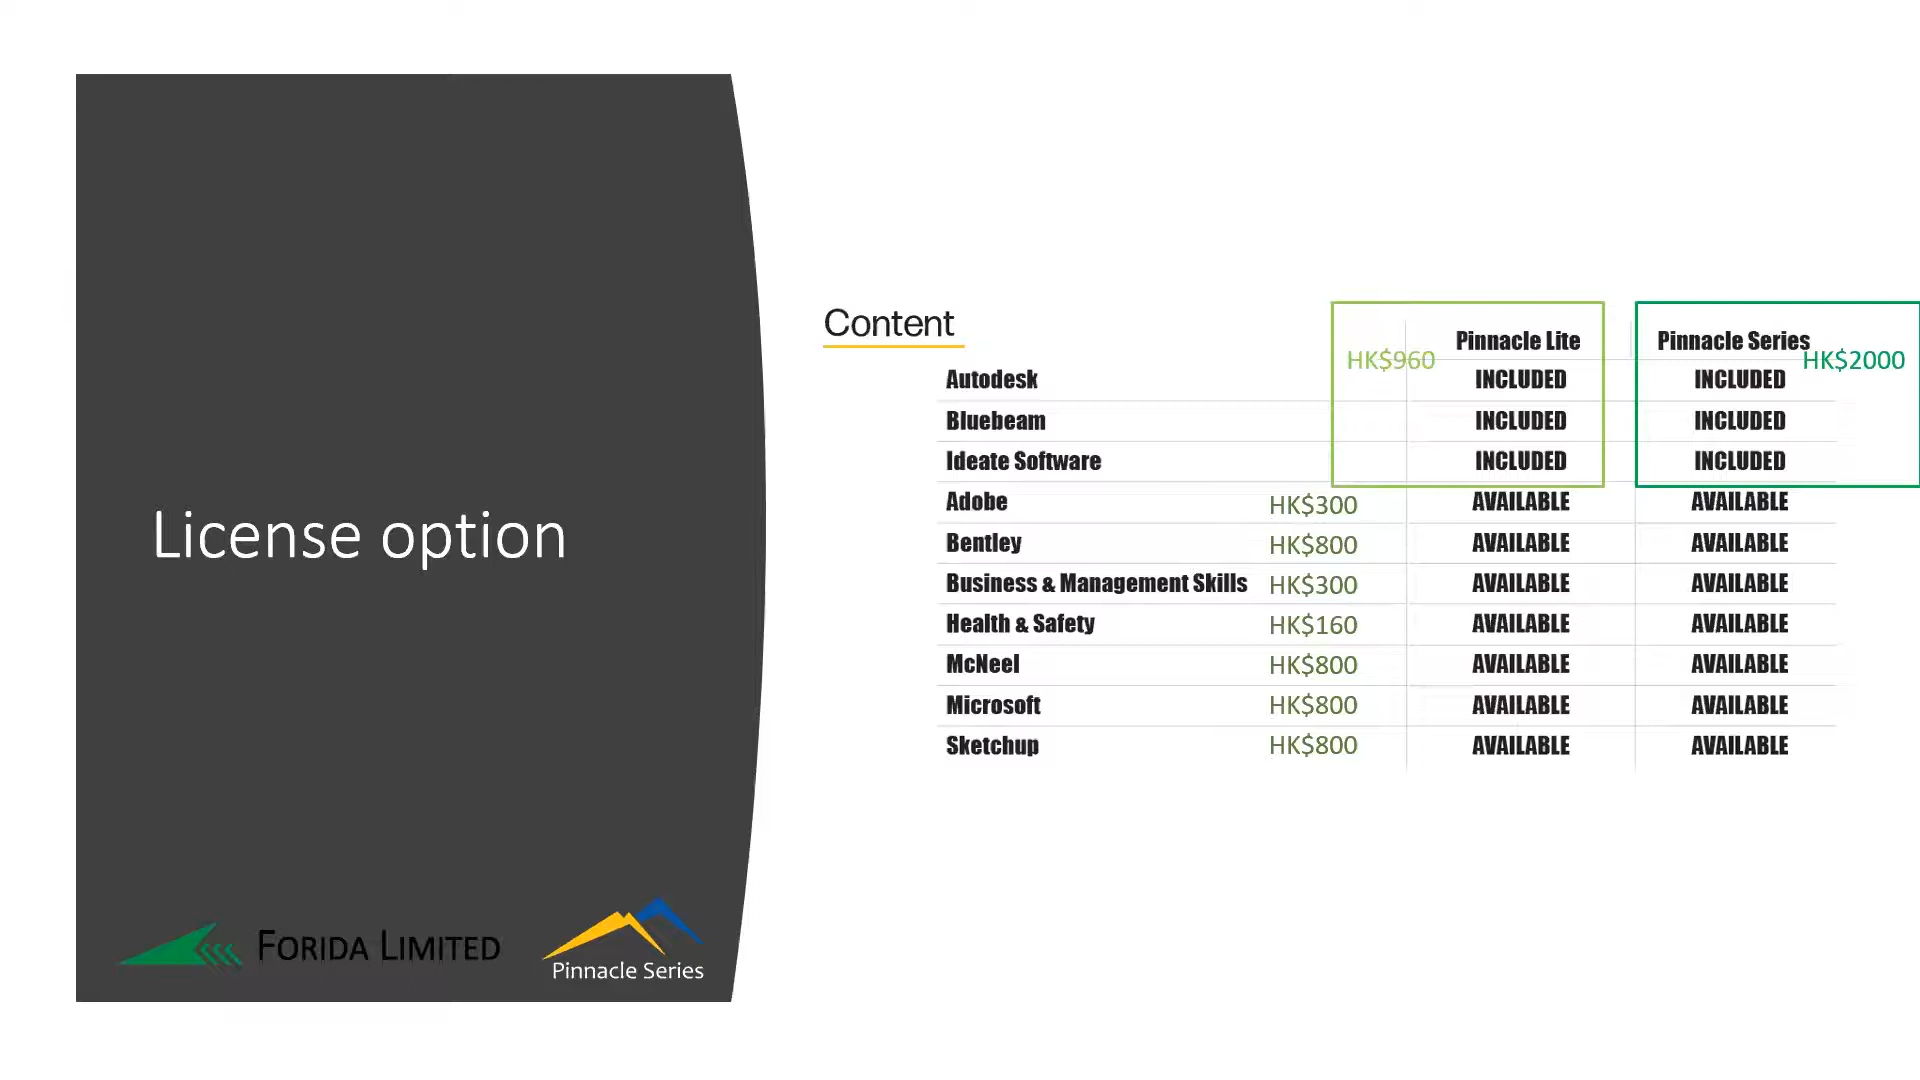 License option
FORIDA LIMITED
Pinnacle Series
Content
Pinnacle Lite Pinnacle Series
HK$960 HK$2000
Autodesk INCLUDED INCLUDED
Bluebeam INCLUDED INCLUDED
Ideate Software INCLUDED INCLUDED
Adobe HK$300 AVAILABLE AVAILABLE
Bentley HK$800 AVAILABLE AVAILABLE
Business & Management Skills HK$300 AVAILABLE AVAILABLE
Health & Safety HK$160 AVAILABLE AVAILABLE
McNeel HK$800 AVAILABLE AVAILABLE
Microsoft HK$800 AVAILABLE AVAILABLE
Sketchup HK$800 AVAILABLE AVAILABLE